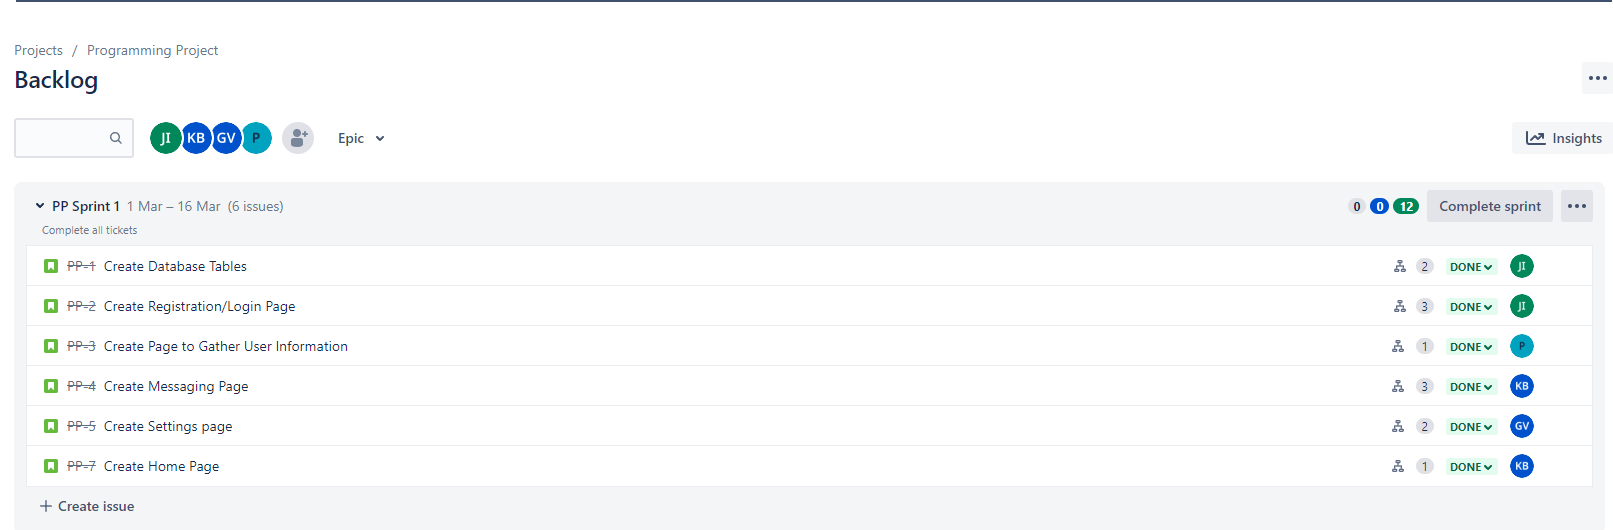 Projects / Programming Project
Backlog
JI KB GV P Epic Insights
PP Sprint 1 1 Mar – 16 Mar (6 issues) 0 0 12 Complete sprint
Complete all tickets
PP-1 Create Database Tables 2 DONE JI
PP-2 Create Registration/Login Page 3 DONE JI
PP-3 Create Page to Gather User Information 1 DONE P
PP-4 Create Messaging Page 3 DONE KB
PP-5 Create Settings page 2 DONE GV
PP-7 Create Home Page 1 DONE KB
+ Create issue